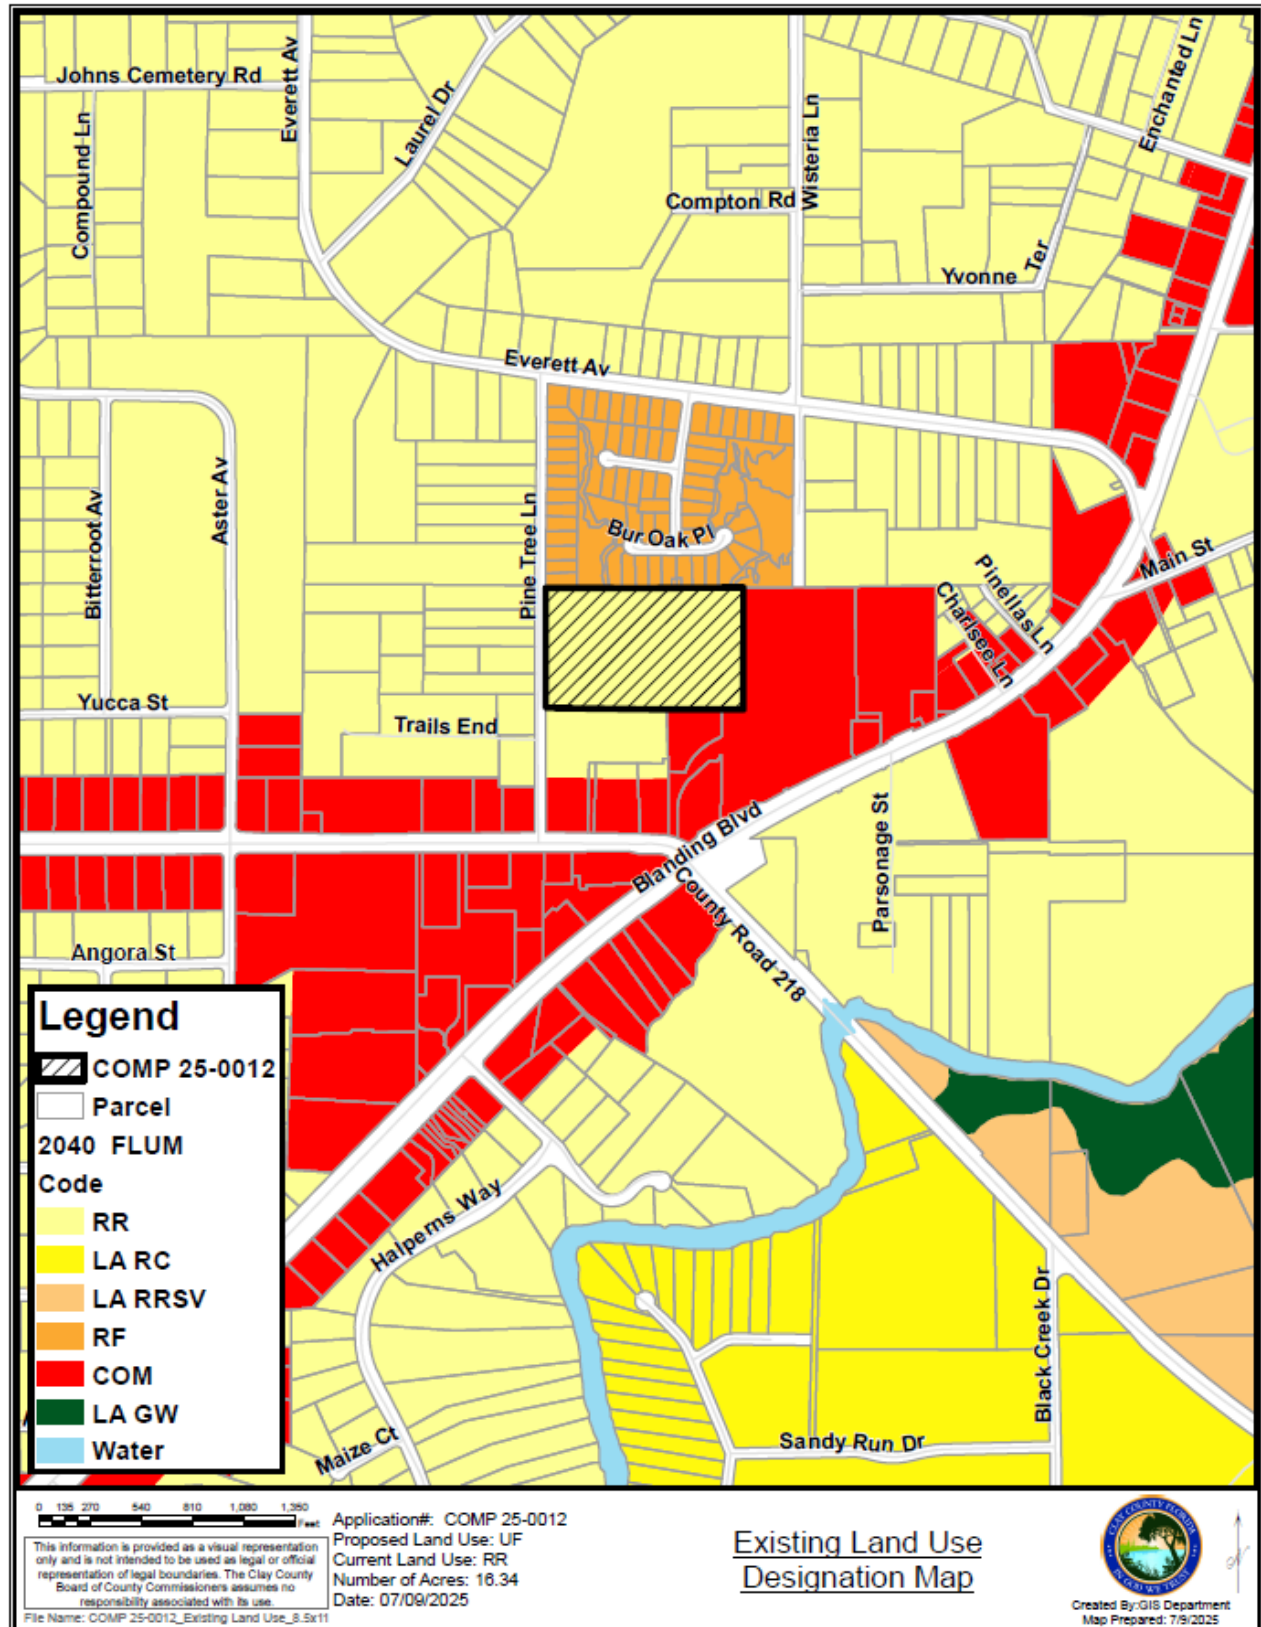 Johns Cemetery Rd
Everett Av
Laurel Dr
Compound Ln
Wisteria Ln
Enchanted Ln
Compton Rd
Yvonne Ter
Everett Av
Bitterroot Av
Aster Av
Pine Tree Ln
Bur Oak Pl
Pinellas Ln
Charlsee Ln
Main St
Yucca St
Trails End
Blanding Blvd
Parsonage St
County Road 218
Angora St
Halperns Way
Maize Ct
Black Creek Dr
Sandy Run Dr
Legend
COMP 25-0012
Parcel
2040 FLUM
Code
RR
LA RC
LA RRSV
RF
COM
LA GW
Water
0 135 270 540 810 1,080 1,350
Feet
This information is provided as a visual representation
only and is not intended to be used as legal or official
representation of legal boundaries. The Clay County
Board of County Commissioners assumes no
responsibility associated with its use.
File Name: COMP 25-0012_Existing Land Use_8.5x11
Application#: COMP 25-0012
Proposed Land Use: UF
Current Land Use: RR
Number of Acres: 16.34
Date: 07/09/2025
Existing Land Use
Designation Map
CLAY COUNTY FLORIDA
IN GOD WE TRUST
Created By:GIS Department
Map Prepared: 7/9/2025